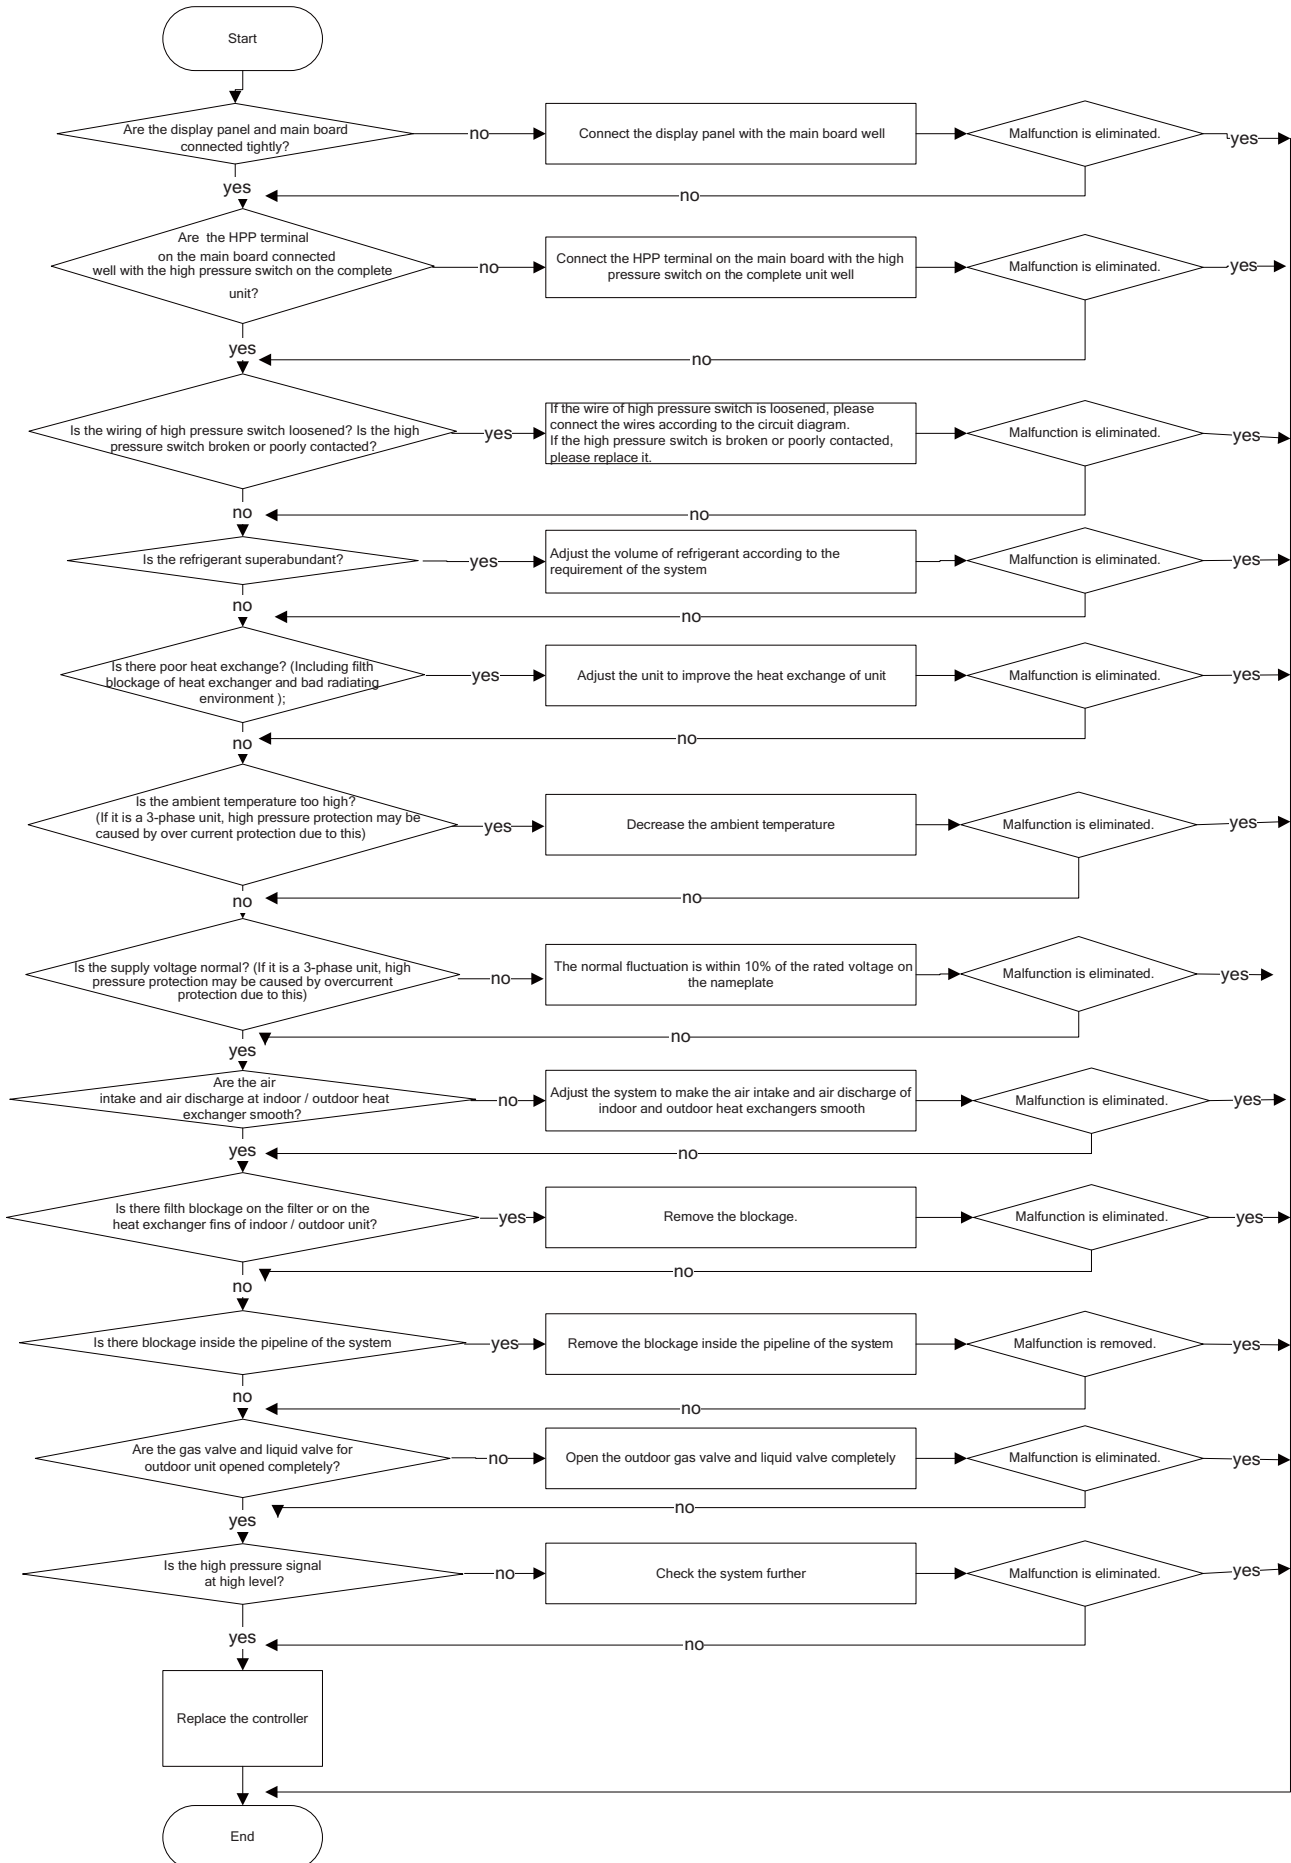 Start
Are the display panel and main board
connected tightly?
no
Connect the display panel with the main board well
Malfunction is eliminated.
yes
yes
no
Are the HPP terminal
on the main board connected
well with the high pressure switch on the complete
unit?
no
Connect the HPP terminal on the main board with the high
pressure switch on the complete unit well
Malfunction is eliminated.
yes
yes
no
Is the wiring of high pressure switch loosened? Is the high
pressure switch broken or poorly contacted?
yes
If the wire of high pressure switch is loosened, please
connect the wires according to the circuit diagram.
If the high pressure switch is broken or poorly contacted,
please replace it.
Malfunction is eliminated.
yes
no
no
Is the refrigerant superabundant?
yes
Adjust the volume of refrigerant according to the
requirement of the system
Malfunction is eliminated.
yes
no
no
Is there poor heat exchange? (Including filth
blockage of heat exchanger and bad radiating
environment );
yes
Adjust the unit to improve the heat exchange of unit
Malfunction is eliminated.
yes
no
no
Is the ambient temperature too high?
(If it is a 3-phase unit, high pressure protection may be
caused by over current protection due to this)
yes
Decrease the ambient temperature
Malfunction is eliminated.
yes
no
no
Is the supply voltage normal? (If it is a 3-phase unit, high
pressure protection may be caused by overcurrent
protection due to this)
no
The normal fluctuation is within 10% of the rated voltage on
the nameplate
Malfunction is eliminated.
yes
no
yes
Are the air
intake and air discharge at indoor / outdoor heat
exchanger smooth?
no
Adjust the system to make the air intake and air discharge of
indoor and outdoor heat exchangers smooth
Malfunction is eliminated.
yes
yes
no
Is there filth blockage on the filter or on the
heat exchanger fins of indoor / outdoor unit?
yes
Remove the blockage.
Malfunction is eliminated.
yes
no
no
Is there blockage inside the pipeline of the system
yes
Remove the blockage inside the pipeline of the system
Malfunction is removed.
yes
no
no
Are the gas valve and liquid valve for
outdoor unit opened completely?
no
Open the outdoor gas valve and liquid valve completely
Malfunction is eliminated.
yes
no
yes
Is the high pressure signal
at high level?
no
Check the system further
Malfunction is eliminated.
yes
yes
no
Replace the controller
End